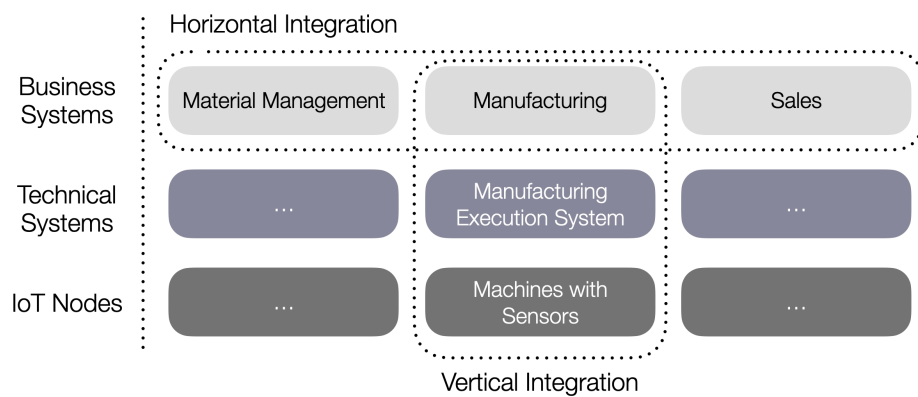 Horizontal Integration
Business
Systems
Material Management
Manufacturing
Sales
Technical
Systems
...
Manufacturing
Execution System
...
IoT Nodes
...
Machines with
Sensors
...
Vertical Integration